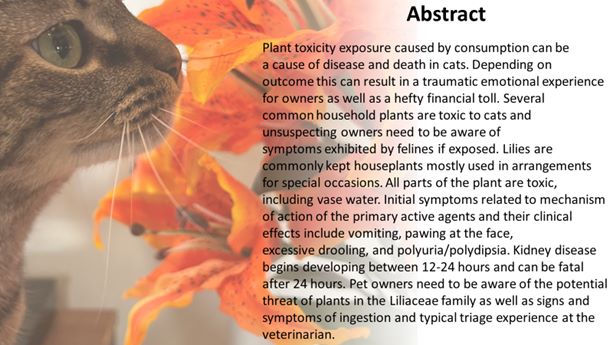 Abstract
Plant toxicity exposure caused by consumption can be
a cause of disease and death in cats. Depending on
outcome this can result in a traumatic emotional experience
for owners as well as a hefty financial toll. Several
common household plants are toxic to cats and
unsuspecting owners need to be aware of
symptoms exhibited by felines if exposed. Lilies are
commonly kept houseplants mostly used in arrangements
for special occasions. All parts of the plant are toxic,
including vase water. Initial symptoms related to mechanism
of action of the primary active agents and their clinical
effects include vomiting, pawing at the face,
excessive drooling, and polyuria/polydipsia. Kidney disease
begins developing between 12-24 hours and can be fatal
after 24 hours. Pet owners need to be aware of the potential
threat of plants in the Liliaceae family as well as signs and
symptoms of ingestion and typical triage experience at the
veterinarian.